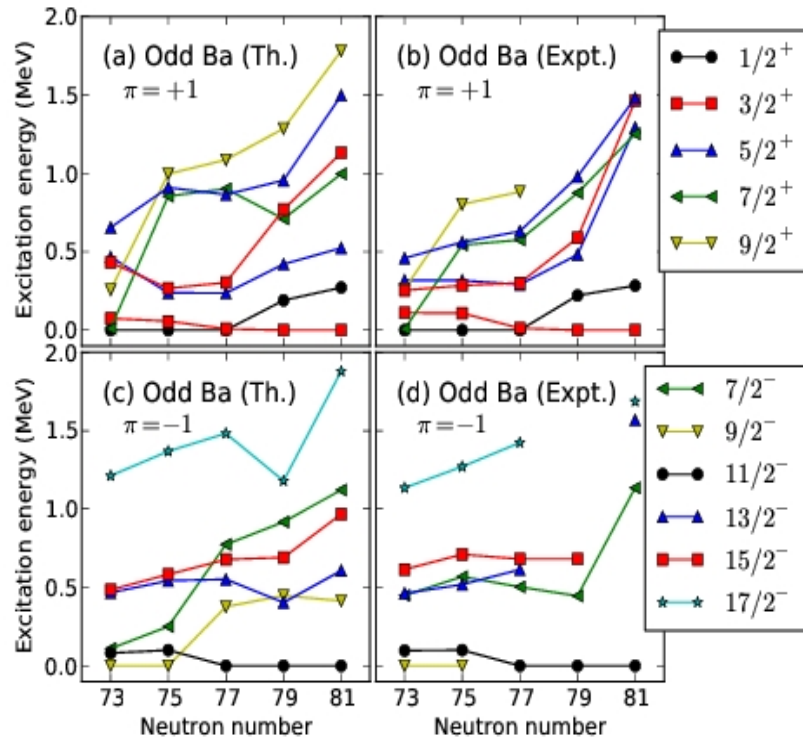 2.0
1.5
1.0
0.5
0.0
Excitation energy (MeV)
(a) Odd Ba (Th.)
π=+1
(b) Odd Ba (Expt.)
π=+1
1/2⁺
3/2⁺
5/2⁺
7/2⁺
9/2⁺
2.0
1.5
1.0
0.5
0.0
Excitation energy (MeV)
(c) Odd Ba (Th.)
π=−1
(d) Odd Ba (Expt.)
π=−1
7/2⁻
9/2⁻
11/2⁻
13/2⁻
15/2⁻
17/2⁻
73 75 77 79 81 73 75 77 79 81
Neutron number Neutron number